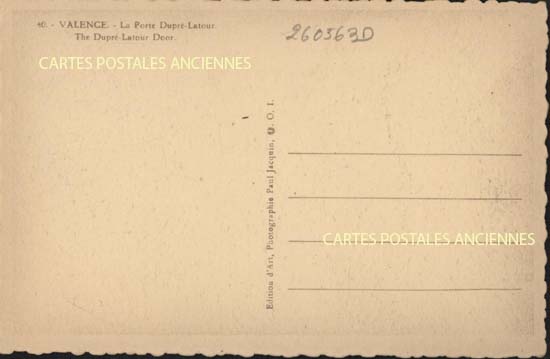 40. - VALENCE. - La Porte Dupré-Latour.
The Dupré-Latour Door.
260563D
CARTES POSTALES ANCIENNES
Edition d'Art, Photographie Paul Jacquin, O. I.
CARTES POSTALES ANCIENNES